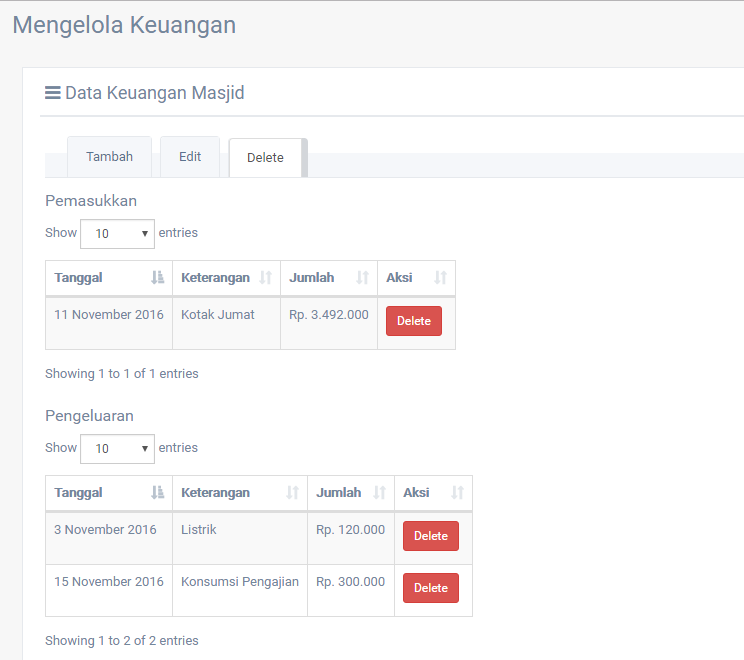 Mengelola Keuangan
Data Keuangan Masjid
Tambah Edit Delete
Pemasukkan
Show 10 entries
Tanggal Keterangan Jumlah Aksi
11 November 2016 Kotak Jumat Rp. 3.492.000 Delete
Showing 1 to 1 of 1 entries
Pengeluaran
Show 10 entries
Tanggal Keterangan Jumlah Aksi
3 November 2016 Listrik Rp. 120.000 Delete
15 November 2016 Konsumsi Pengajian Rp. 300.000 Delete
Showing 1 to 2 of 2 entries